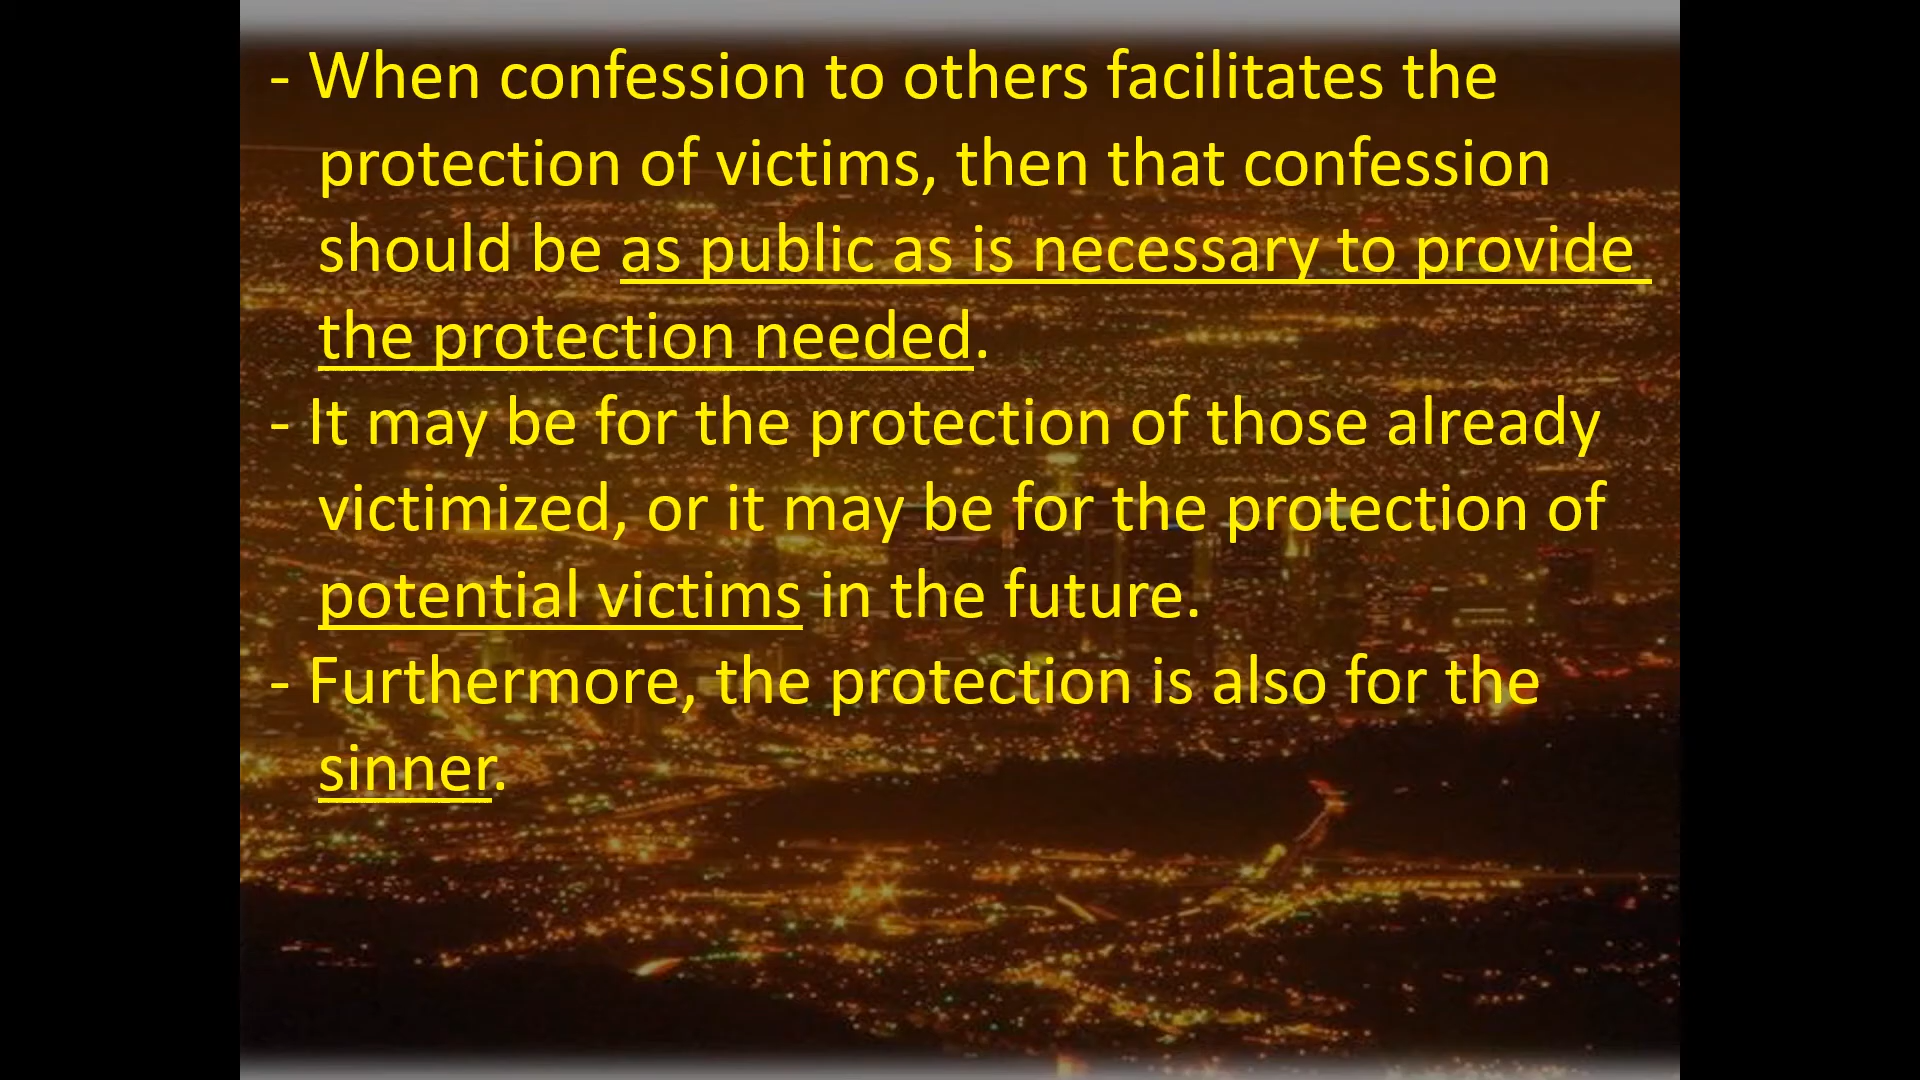 - When confession to others facilitates the
protection of victims, then that confession
should be as public as is necessary to provide
the protection needed.
- It may be for the protection of those already
victimized, or it may be for the protection of
potential victims in the future.
- Furthermore, the protection is also for the
sinner.